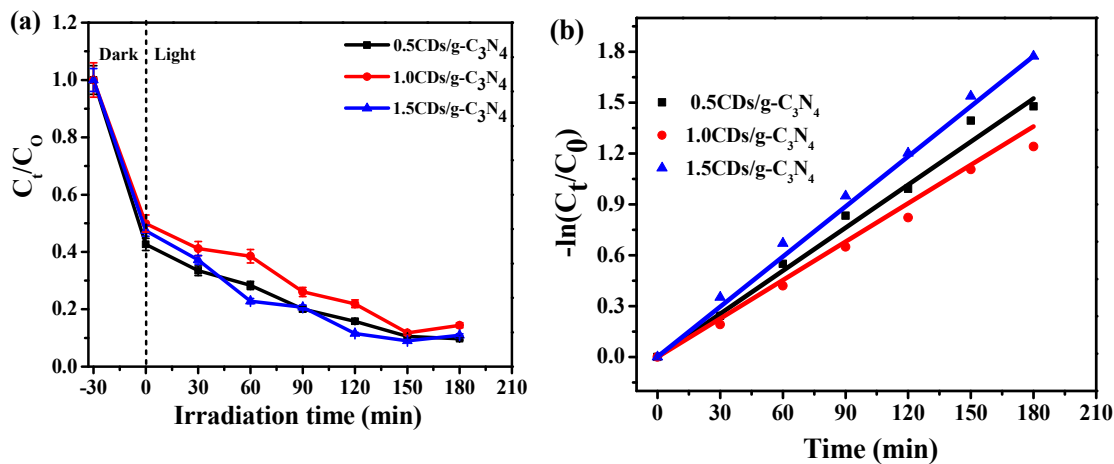 (a)
1.2
1.0
0.8
0.6
0.4
0.2
0.0
Cₜ/C₀
Dark
Light
0.5CDs/g-C₃N₄
1.0CDs/g-C₃N₄
1.5CDs/g-C₃N₄
-30 0 30 60 90 120 150 180 210
Irradiation time (min)
(b)
1.8
1.5
1.2
0.9
0.6
0.3
0.0
-ln(Cₜ/C₀)
0.5CDs/g-C₃N₄
1.0CDs/g-C₃N₄
1.5CDs/g-C₃N₄
0 30 60 90 120 150 180 210
Time (min)